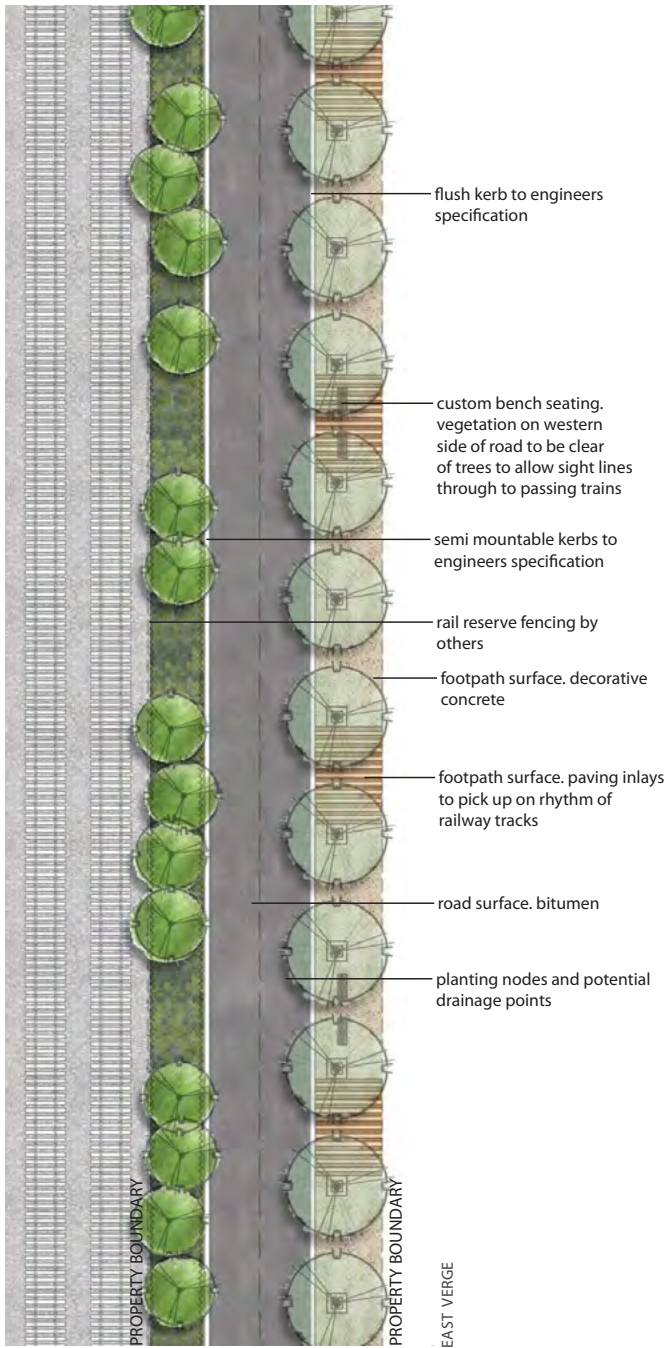 flush kerb to engineers
specification
custom bench seating.
vegetation on western
side of road to be clear
of trees to allow sight lines
through to passing trains
semi mountable kerbs to
engineers specification
rail reserve fencing by
others
footpath surface. decorative
concrete
footpath surface. paving inlays
to pick up on rhythm of
railway tracks
road surface. bitumen
planting nodes and potential
drainage points
PROPERTY BOUNDARY
PROPERTY BOUNDARY
EAST VERGE